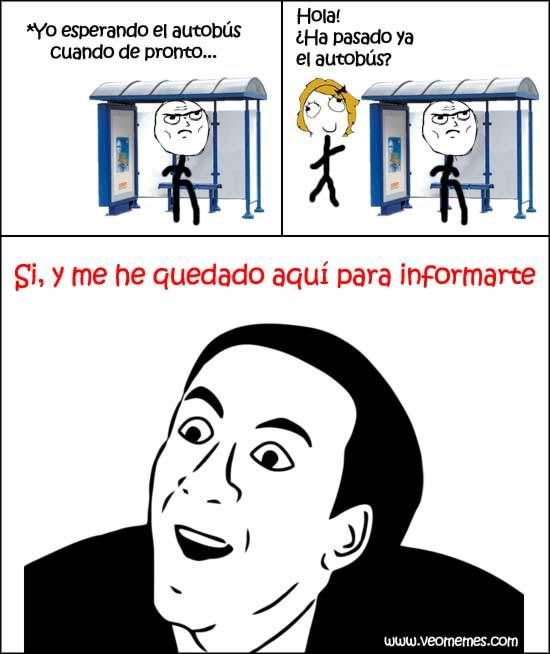 *Yo esperando el autobús
cuando de pronto...
Hola!
¿Ha pasado ya
el autobús?
Si, y me he quedado aquí para informarte
www.veomemes.com